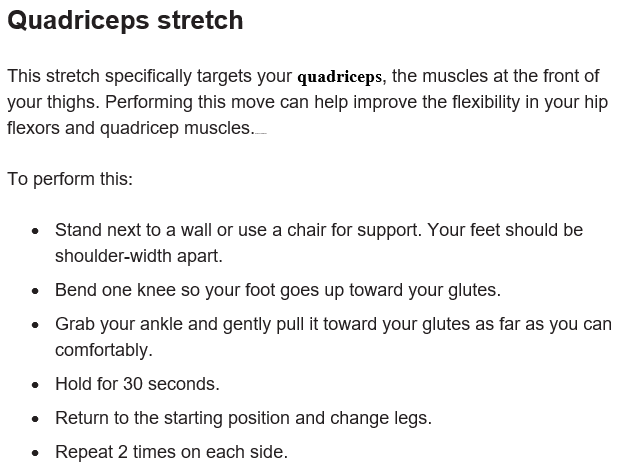 Quadriceps stretch
This stretch specifically targets your quadriceps, the muscles at the front of
your thighs. Performing this move can help improve the flexibility in your hip
flexors and quadricep muscles.
To perform this:
• Stand next to a wall or use a chair for support. Your feet should be
shoulder-width apart.
• Bend one knee so your foot goes up toward your glutes.
• Grab your ankle and gently pull it toward your glutes as far as you can
comfortably.
• Hold for 30 seconds.
• Return to the starting position and change legs.
• Repeat 2 times on each side.